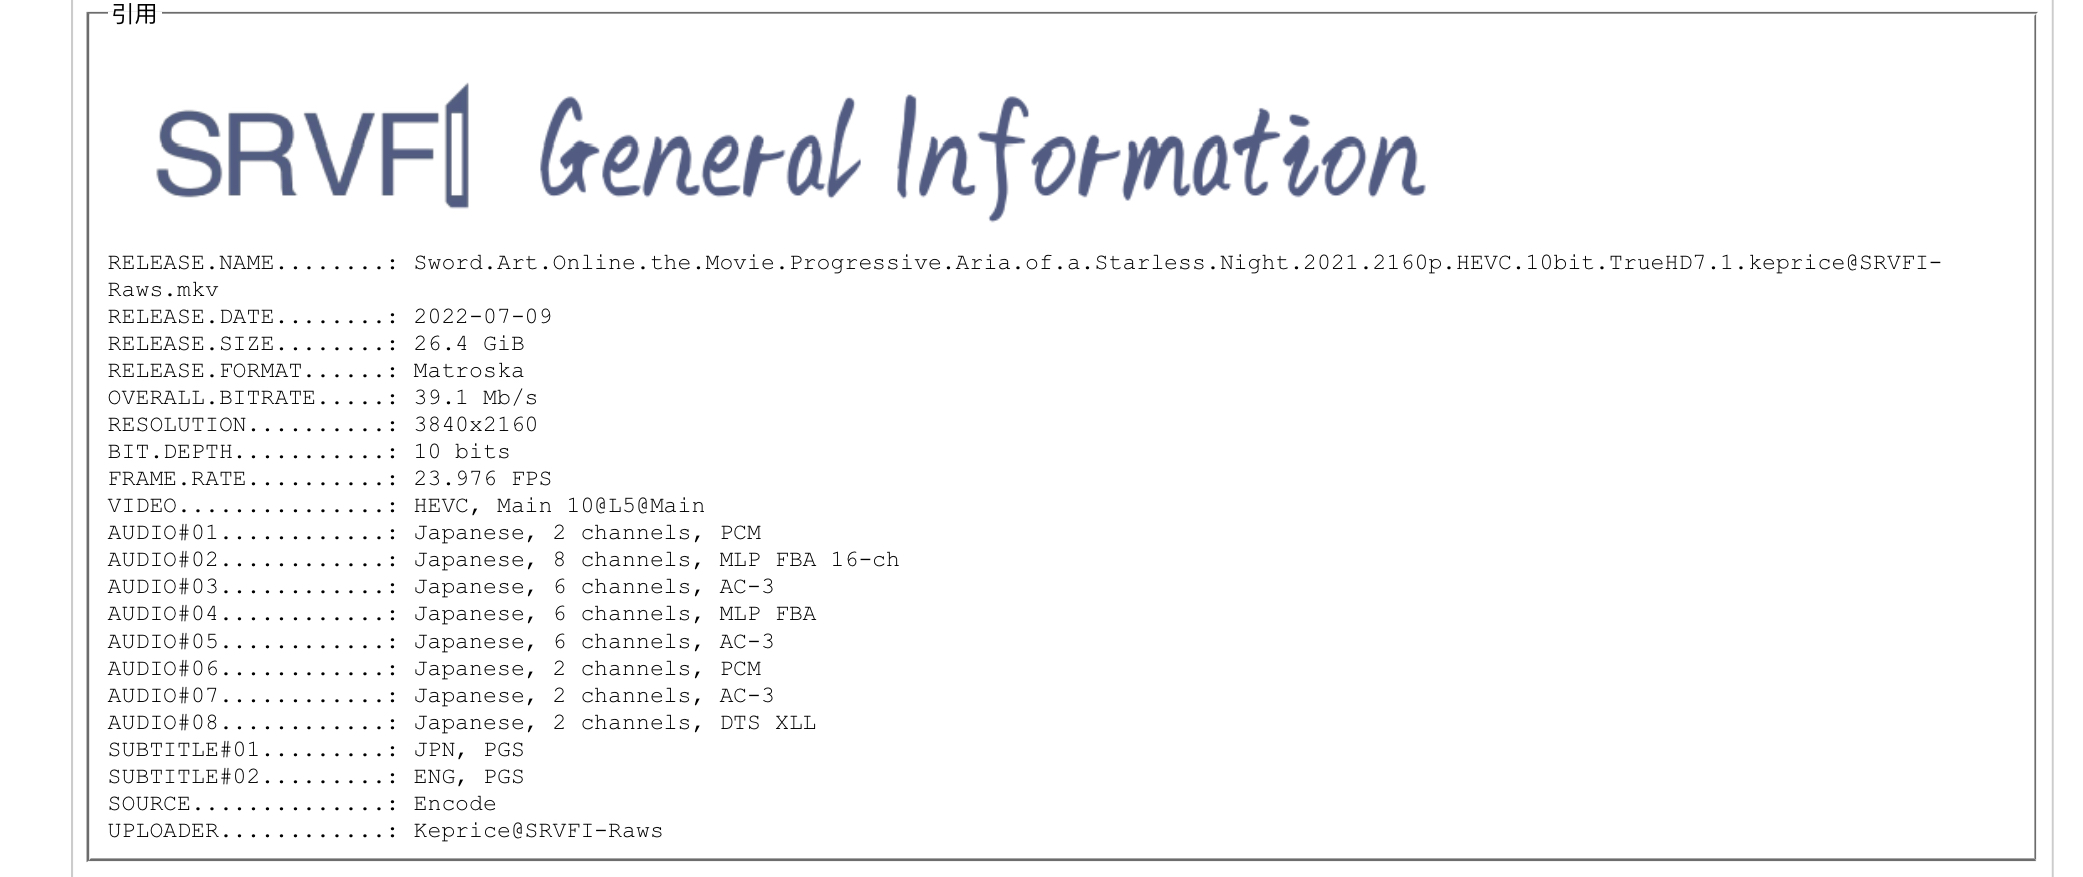 引用
SRVFI General Information
RELEASE.NAME........: Sword.Art.Online.the.Movie.Progressive.Aria.of.a.Starless.Night.2021.2160p.HEVC.10bit.TrueHD7.1.keprice@SRVFI-
Raws.mkv
RELEASE.DATE........: 2022-07-09
RELEASE.SIZE........: 26.4 GiB
RELEASE.FORMAT......: Matroska
OVERALL.BITRATE.....: 39.1 Mb/s
RESOLUTION..........: 3840x2160
BIT.DEPTH...........: 10 bits
FRAME.RATE..........: 23.976 FPS
VIDEO...............: HEVC, Main 10@L5@Main
AUDIO#01............: Japanese, 2 channels, PCM
AUDIO#02............: Japanese, 8 channels, MLP FBA 16-ch
AUDIO#03............: Japanese, 6 channels, AC-3
AUDIO#04............: Japanese, 6 channels, MLP FBA
AUDIO#05............: Japanese, 6 channels, AC-3
AUDIO#06............: Japanese, 2 channels, PCM
AUDIO#07............: Japanese, 2 channels, AC-3
AUDIO#08............: Japanese, 2 channels, DTS XLL
SUBTITLE#01.........: JPN, PGS
SUBTITLE#02.........: ENG, PGS
SOURCE..............: Encode
UPLOADER............: Keprice@SRVFI-Raws